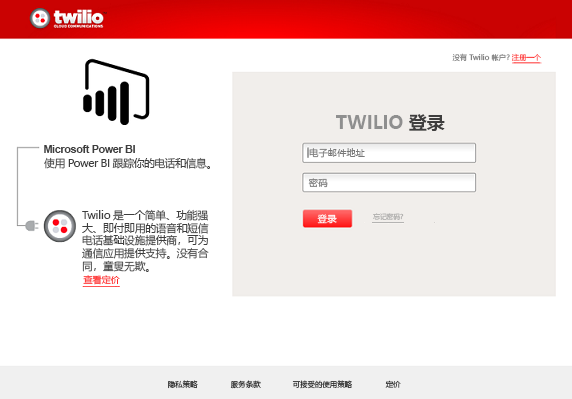 twilio
CLOUD COMMUNICATIONS
没有 Twilio 帐户? 注册一个
Microsoft Power BI
使用 Power BI 跟踪你的电话和信息。
Twilio 是一个简单、功能强
大、即付即用的语音和短信
电话基础设施提供商，可为
通信应用提供支持。没有合
同，童叟无欺。
查看定价
TWILIO 登录
电子邮件地址
密码
登录
忘记密码?
隐私策略 服务条款 可接受的使用策略 定价